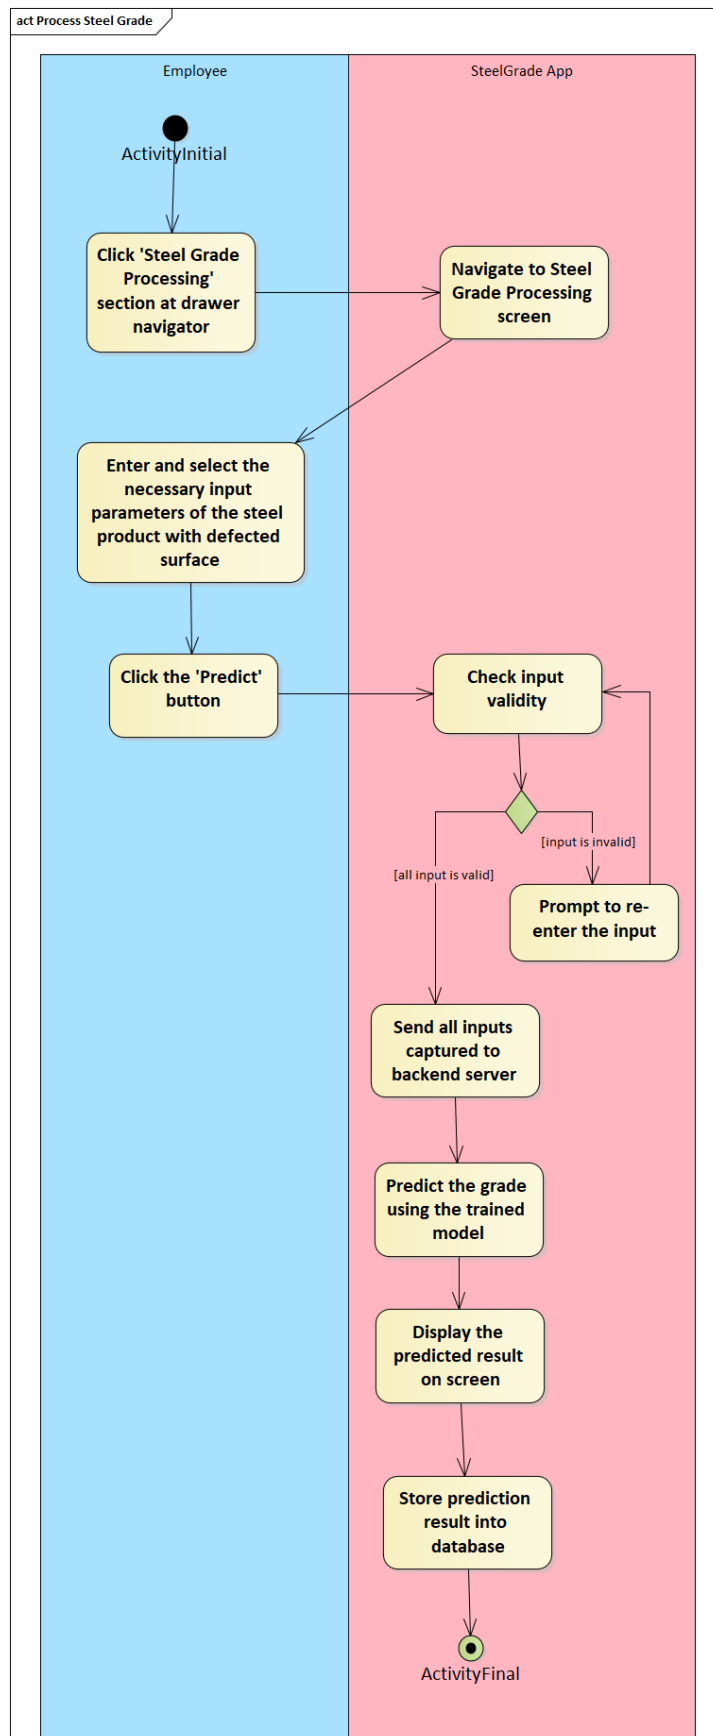 act Process Steel Grade
Employee
SteelGrade App
ActivityInitial
Click 'Steel Grade
Processing'
section at drawer
navigator
Navigate to Steel
Grade Processing
screen
Enter and select the
necessary input
parameters of the steel
product with defected
surface
Click the 'Predict'
button
Check input
validity
[input is invalid]
[all input is valid]
Prompt to re-
enter the input
Send all inputs
captured to
backend server
Predict the grade
using the trained
model
Display the
predicted result
on screen
Store prediction
result into
database
ActivityFinal